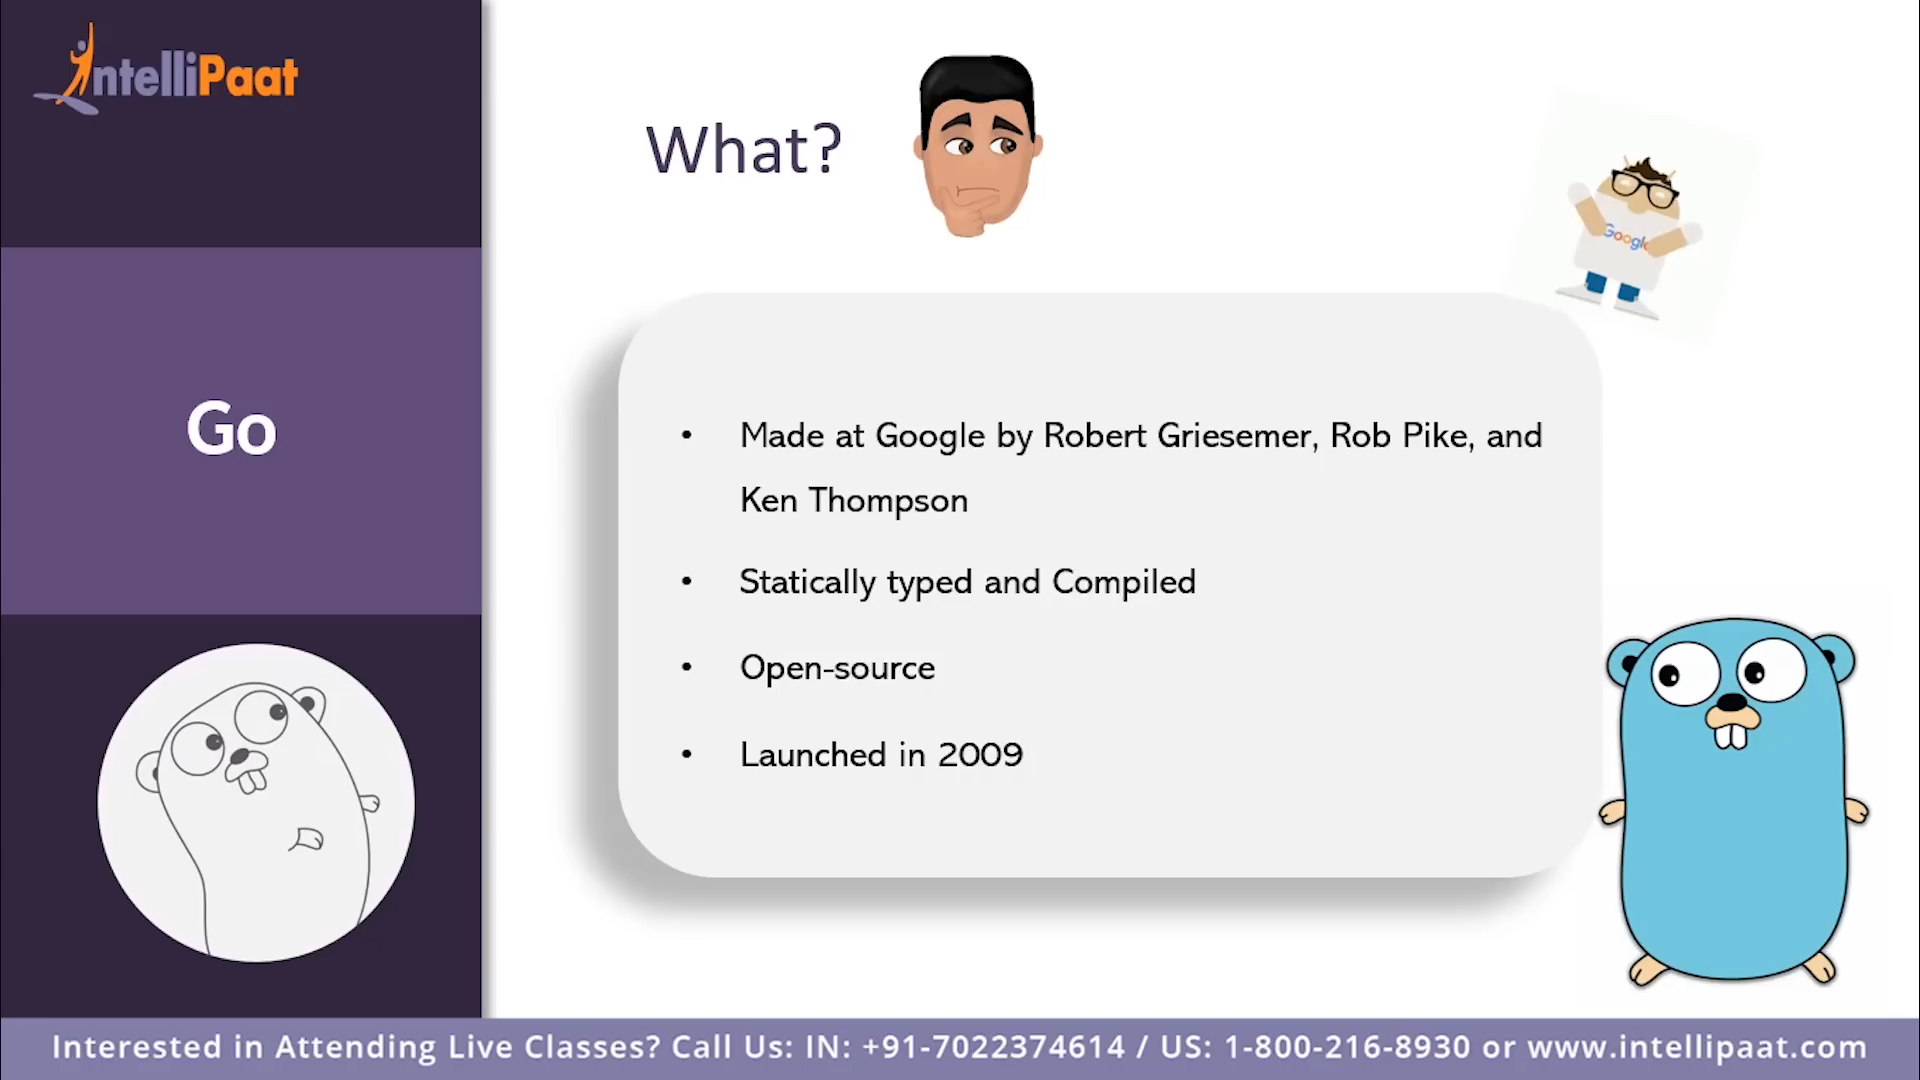 IntelliPaat
What?
Google
Go
• Made at Google by Robert Griesemer, Rob Pike, and
Ken Thompson
• Statically typed and Compiled
• Open-source
• Launched in 2009
Interested in Attending Live Classes? Call Us: IN: +91-7022374614 / US: 1-800-216-8930 or www.intellipaat.com